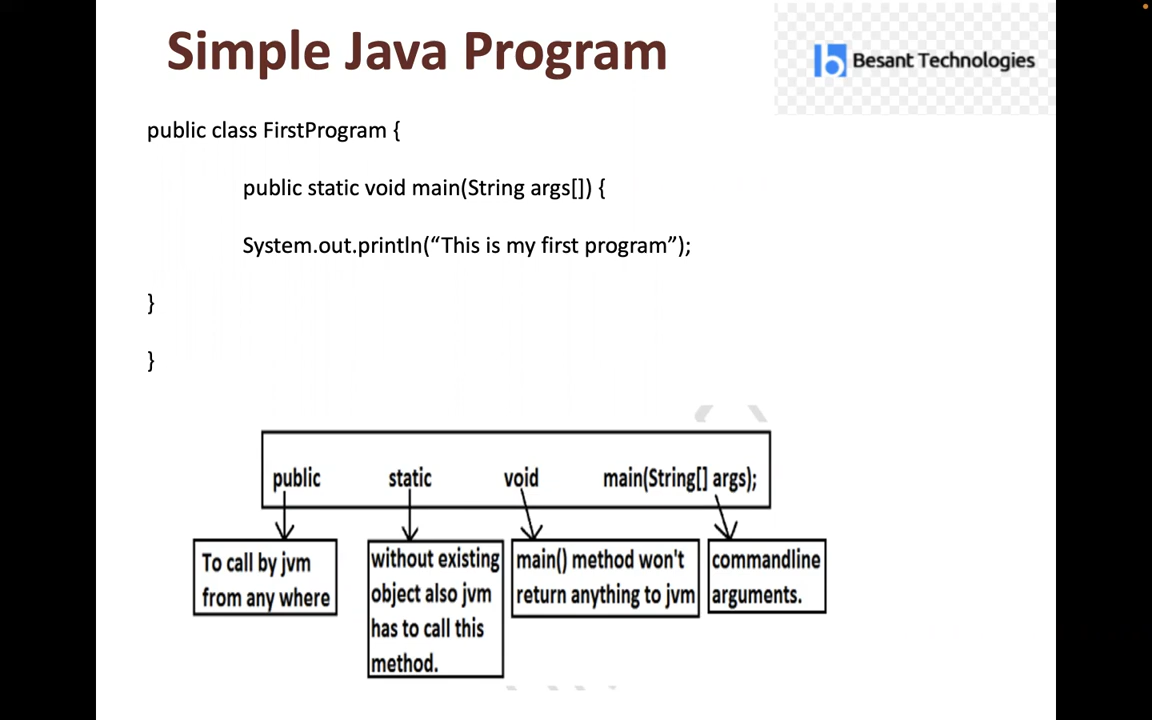 Simple Java Program
Besant Technologies
public class FirstProgram {
public static void main(String args[]) {
System.out.println(“This is my first program”);
}
}
public static void main(String[] args);
To call by jvm
from any where
without existing
object also jvm
has to call this
method.
main() method won't
return anything to jvm
commandline
arguments.